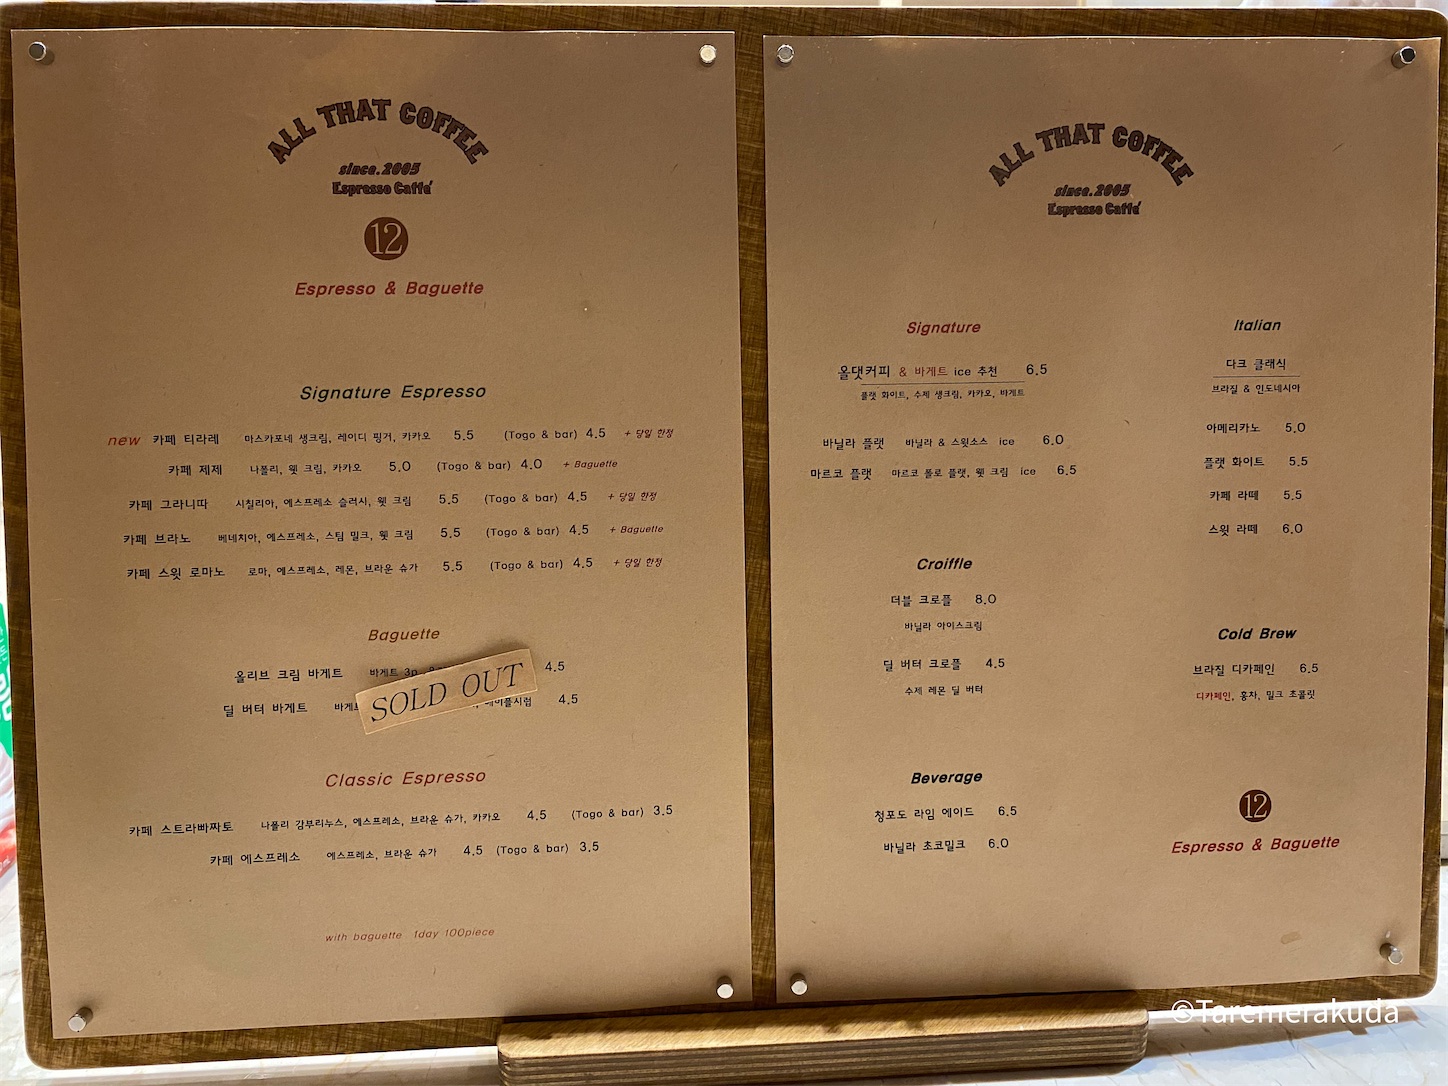 ALL THAT COFFEE
since.2005
Espresso Caffé
12
Espresso & Baguette
Signature Espresso
new 카페 티라레 마스카포네 생크림, 레이디 핑거, 카카오 5.5 (Togo & bar) 4.5 + 당일 한정
카페 제제 나폴리, 휏 크림, 카카오 5.0 (Togo & bar) 4.0 + Baguette
카페 그라니따 시칠리아, 에스프레소 슬러시, 휏 크림 5.5 (Togo & bar) 4.5 + 당일 한정
카페 브라노 베네치아, 에스프레소, 스팀 밀크, 휏 크림 5.5 (Togo & bar) 4.5 + Baguette
카페 스윗 로마노 로마, 에스프레소, 레몬, 브라운 슈가 5.5 (Togo & bar) 4.5 + 당일 한정
Baguette
올리브 크림 바게트 바게트 3p 4.5
딜 버터 바게트 메이플시럽 4.5
SOLD OUT
Classic Espresso
카페 스트라빠짜토 나폴리 감부리누스, 에스프레소, 브라운 슈가, 카카오 4.5 (Togo & bar) 3.5
카페 에스프레소 에스프레소, 브라운 슈가 4.5 (Togo & bar) 3.5
with baguette 1day 100piece
ALL THAT COFFEE
since.2005
Espresso Caffé
Signature
올댓커피 & 바게트 ice 추천 6.5
플랫 화이트, 수제 생크림, 카카오, 바게트
바닐라 플랫 바닐라 & 스윗소스 ice 6.0
마르코 플랫 마르코 폴로 플랫, 휏 크림 ice 6.5
Croiffle
더블 크로플 8.0
바닐라 아이스크림
딜 버터 크로플 4.5
수제 레몬 딜 버터
Beverage
청포도 라임 에이드 6.5
바닐라 초코밀크 6.0
Italian
다크 클래식
브라질 & 인도네시아
아메리카노 5.0
플랫 화이트 5.5
카페 라떼 5.5
스윗 라떼 6.0
Cold Brew
브라질 디카페인 6.5
디카페인, 홍차, 밀크 초콜릿
12
Espresso & Baguette
©Taremerakuda